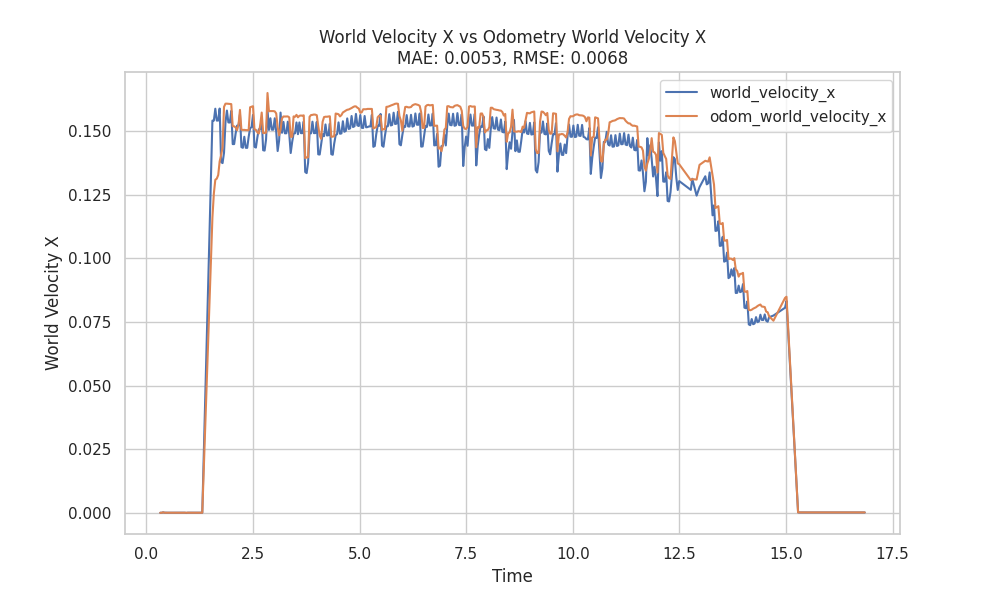 World Velocity X vs Odometry World Velocity X
MAE: 0.0053, RMSE: 0.0068
world_velocity_x
odom_world_velocity_x
World Velocity X
0.150
0.125
0.100
0.075
0.050
0.025
0.000
0.0 2.5 5.0 7.5 10.0 12.5 15.0 17.5
Time